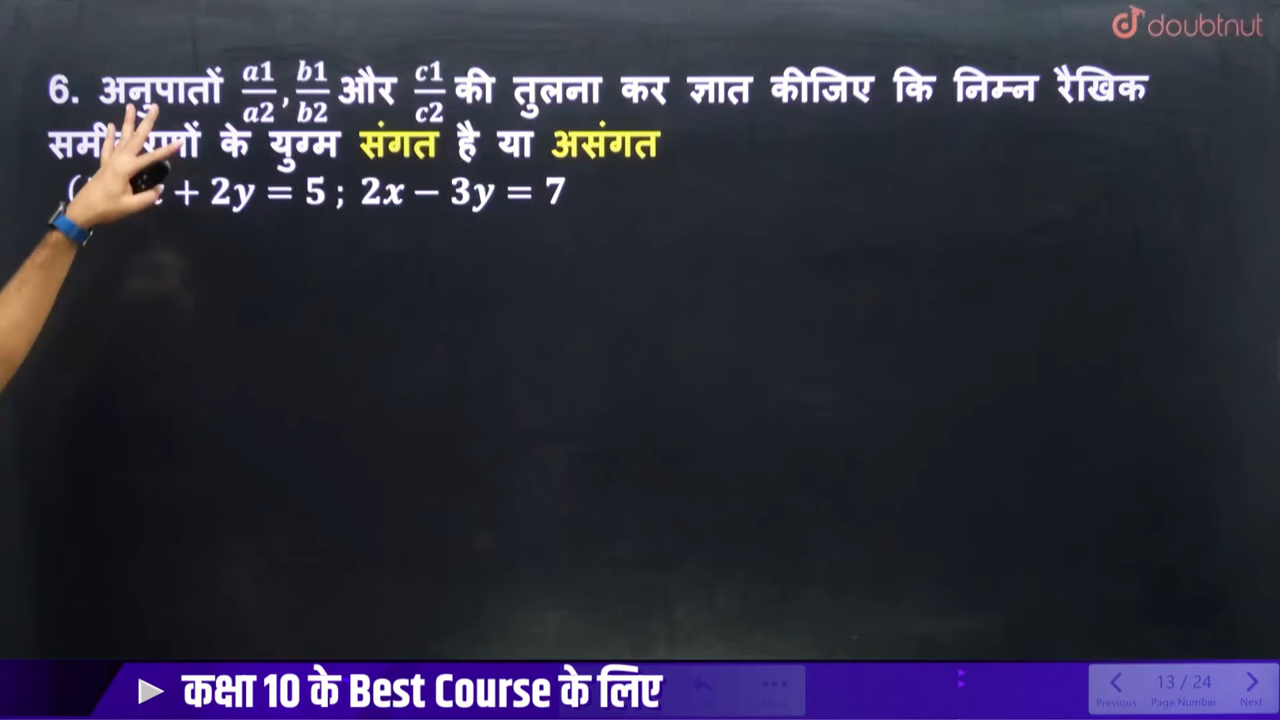 doubtnut
6. अनुपातों a1/a2, b1/b2 और c1/c2 की तुलना कर ज्ञात कीजिए कि निम्न रैखिक
के युग्म संगत है या असंगत
+ 2y = 5 ; 2x − 3y = 7
कक्षा 10 के Best Course के लिए
13 / 24
Previous Page Number Next